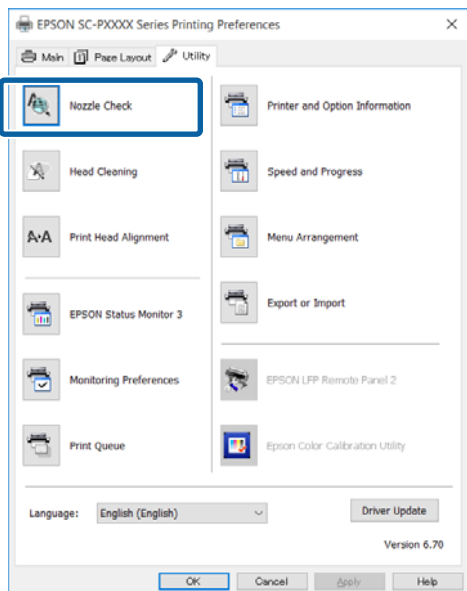 EPSON SC-PXXXX Series Printing Preferences
Main Page Layout Utility
Nozzle Check
Printer and Option Information
Head Cleaning
Speed and Progress
A·A Print Head Alignment
Menu Arrangement
EPSON Status Monitor 3
Export or Import
Monitoring Preferences
EPSON LFP Remote Panel 2
Print Queue
Epson Color Calibration Utility
Language: English (English) Driver Update
Version 6.70
OK Cancel Apply Help